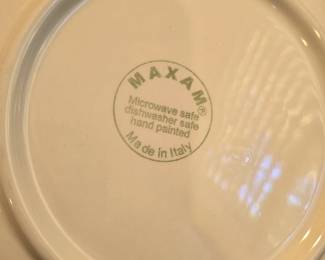 MAXAM®
Microwave safe
dishwasher safe
hand painted
Made in Italy